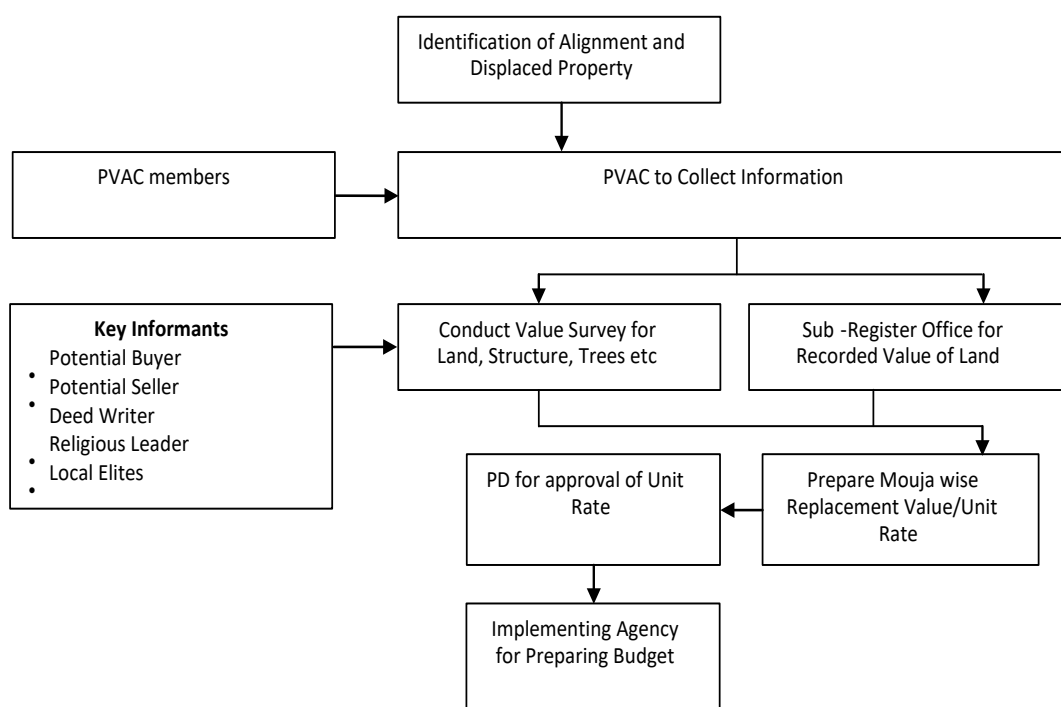 Identification of Alignment and
Displaced Property
PVAC members
PVAC to Collect Information
Key Informants
Potential Buyer
• Potential Seller
• Deed Writer
Religious Leader
• Local Elites
•
Conduct Value Survey for
Land, Structure, Trees etc
Sub -Register Office for
Recorded Value of Land
PD for approval of Unit
Rate
Prepare Mouja wise
Replacement Value/Unit
Rate
Implementing Agency
for Preparing Budget